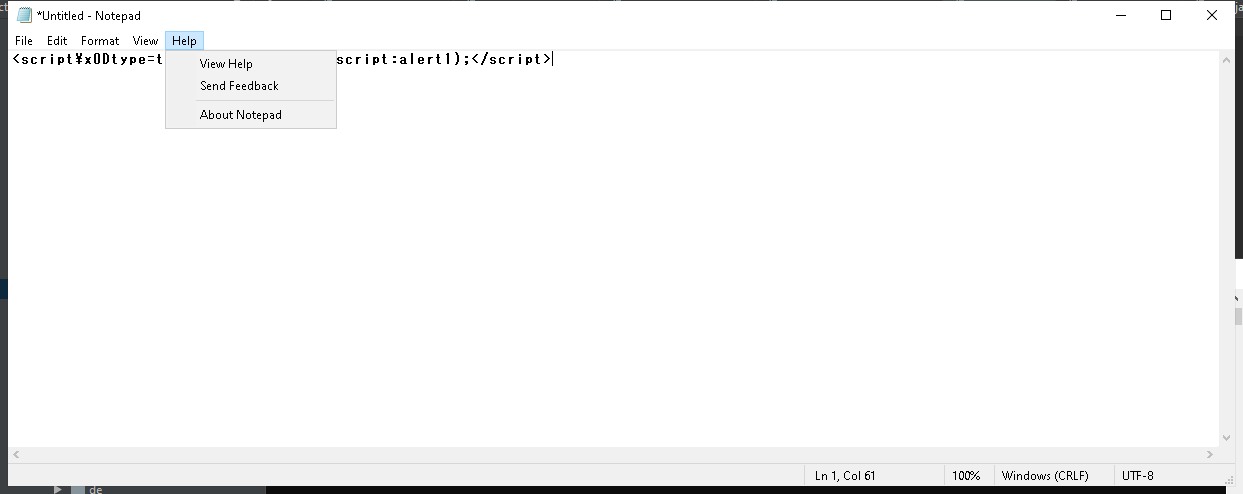 *Untitled - Notepad
File Edit Format View Help
<script¥x0Dtype=t script:alert1);</script>
View Help
Send Feedback
About Notepad
Ln 1, Col 61 100% Windows (CRLF) UTF-8
de